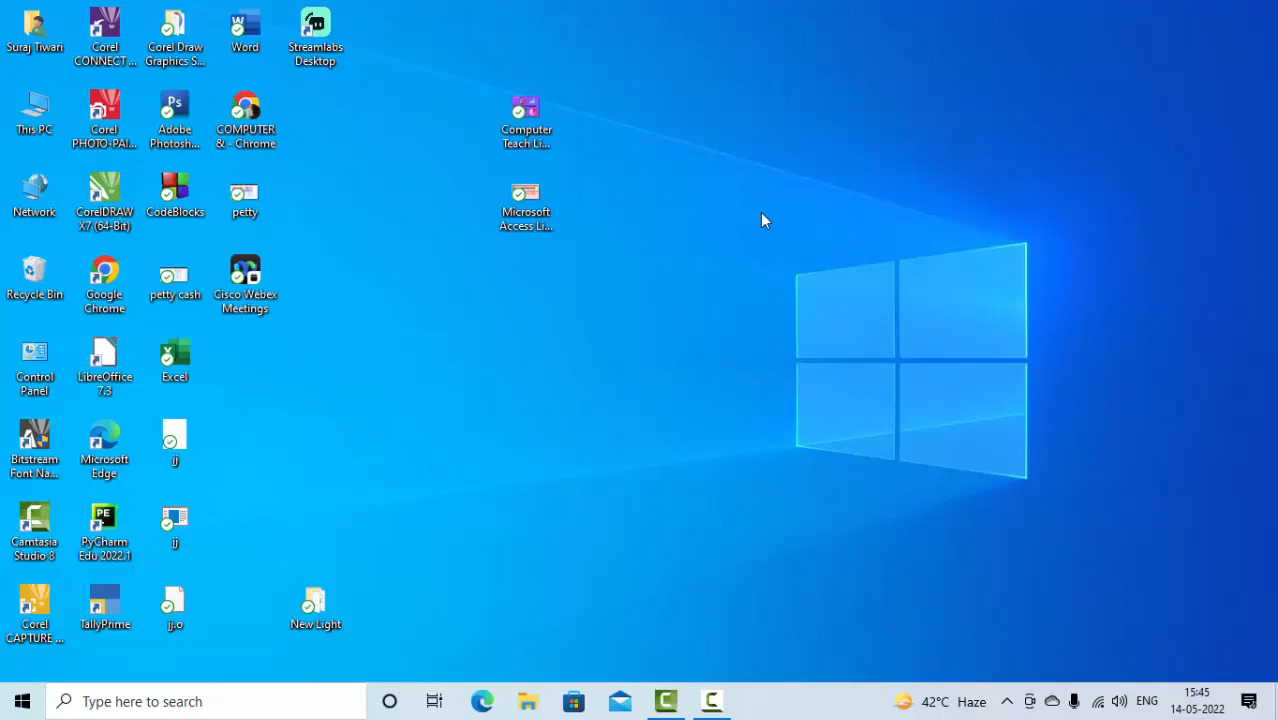 Suraj Tiwari
Corel
CONNECT ...
Corel Draw
Graphics S...
Word
Streamlabs
Desktop
This PC
Corel
PHOTO-PAI...
Ps
Adobe
Photosh...
COMPUTER
& - Chrome
Computer
Teach Li...
Network
CorelDRAW
X7 (64-Bit)
CodeBlocks
petty
Microsoft
Access Li...
Recycle Bin
Google
Chrome
petty cash
Cisco Webex
Meetings
Control
Panel
LibreOffice
7.3
Excel
Bitstream
Font Na...
Microsoft
Edge
jj
Camtasia
Studio 8
PE
PyCharm
Edu 2022.1
jj
Corel
CAPTURE ...
TallyPrime
jj.o
New Light
Type here to search
42°C Haze
ENG
15:45
14-05-2022